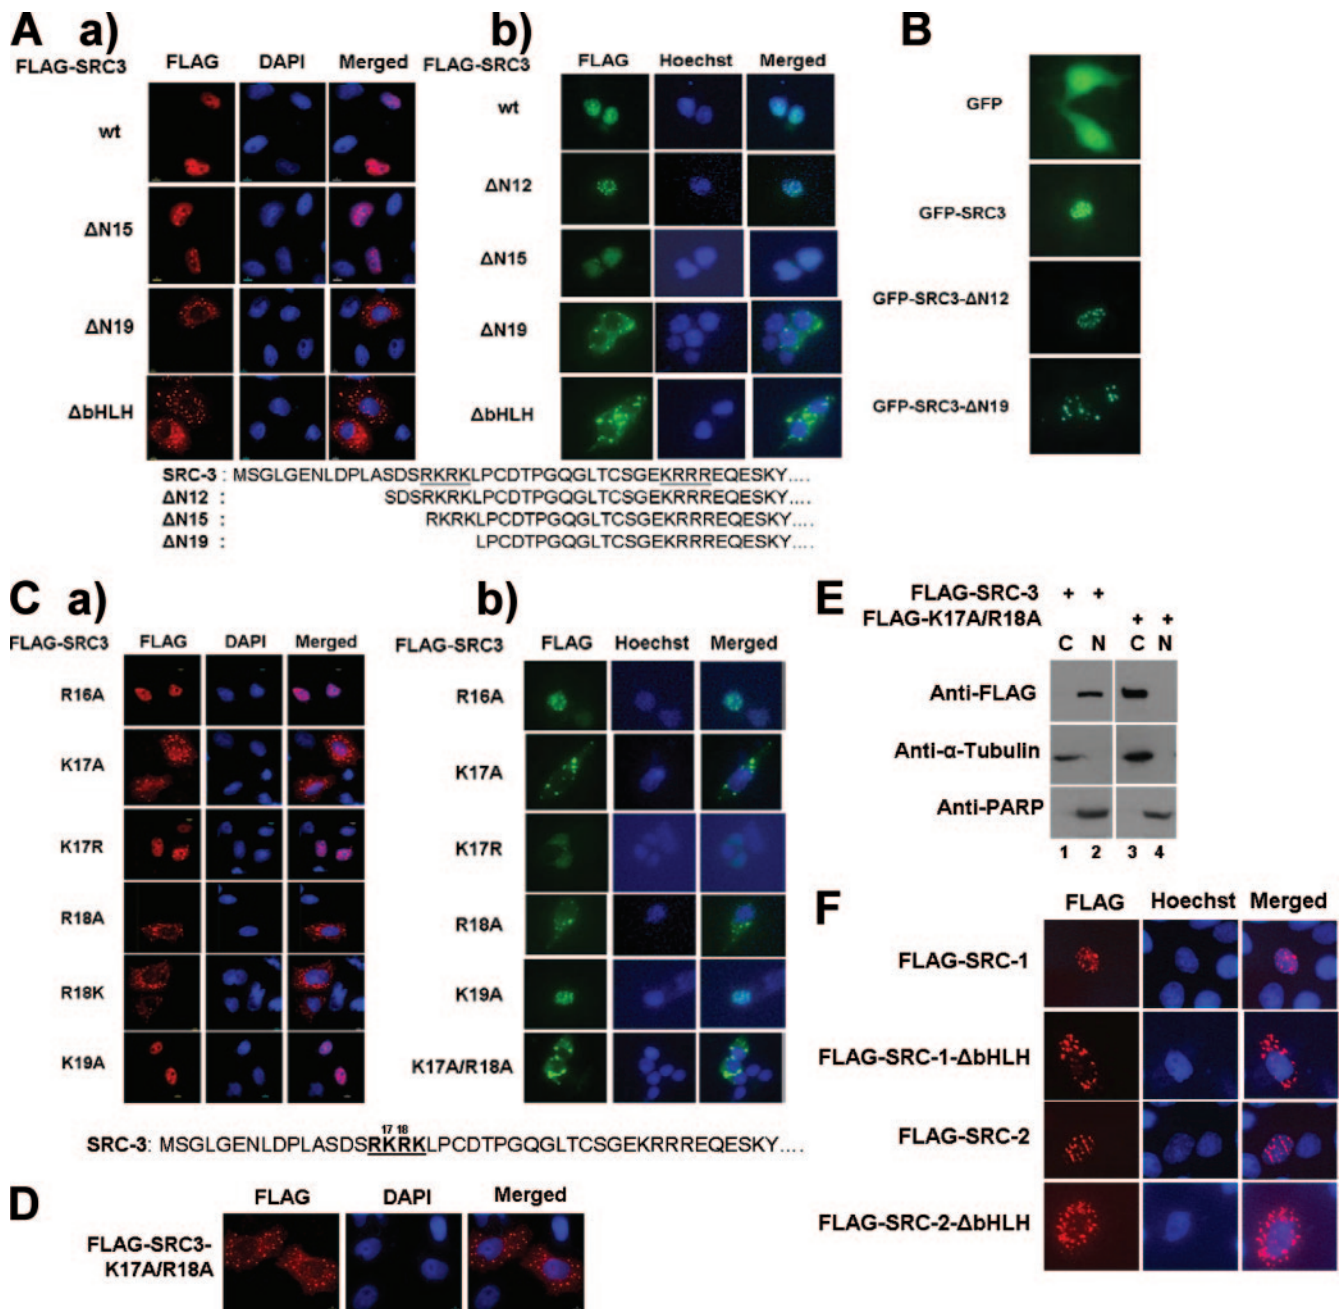 A a)
FLAG-SRC3 FLAG DAPI Merged
wt
ΔN15
ΔN19
ΔbHLH
b)
FLAG-SRC3 FLAG Hoechst Merged
wt
ΔN12
ΔN15
ΔN19
ΔbHLH
SRC-3 : MSGLGENLDPLASDSRKRKLPCDTPGQGLTCSGEKRRREQESKY....
ΔN12 : SDSRKRKLPCDTPGQGLTCSGEKRRREQESKY....
ΔN15 : RKRKLPCDTPGQGLTCSGEKRRREQESKY....
ΔN19 : LPCDTPGQGLTCSGEKRRREQESKY....
B
GFP
GFP-SRC3
GFP-SRC3-ΔN12
GFP-SRC3-ΔN19
C a)
FLAG-SRC3 FLAG DAPI Merged
R16A
K17A
K17R
R18A
R18K
K19A
b)
FLAG-SRC3 FLAG Hoechst Merged
R16A
K17A
K17R
R18A
K19A
K17A/R18A
17 18
SRC-3: MSGLGENLDPLASDSRKRKLPCDTPGQGLTCSGEKRRREQESKY....
D
FLAG DAPI Merged
FLAG-SRC3-
K17A/R18A
E
FLAG-SRC-3 + +
FLAG-K17A/R18A + +
C N C N
Anti-FLAG
Anti-α-Tubulin
Anti-PARP
1 2 3 4
F
FLAG Hoechst Merged
FLAG-SRC-1
FLAG-SRC-1-ΔbHLH
FLAG-SRC-2
FLAG-SRC-2-ΔbHLH